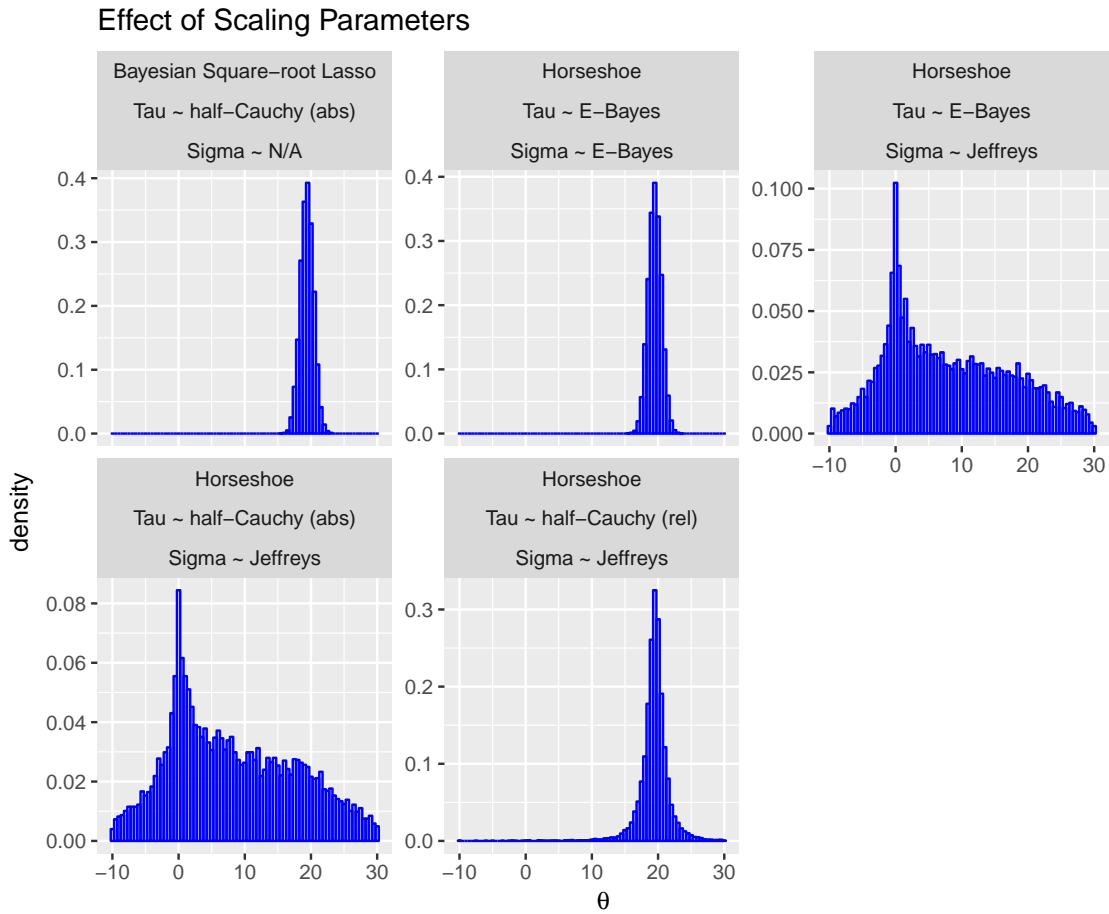 Effect of Scaling Parameters
Bayesian Square−root Lasso
Tau ~ half−Cauchy (abs)
Sigma ~ N/A
Horseshoe
Tau ~ E−Bayes
Sigma ~ E−Bayes
Horseshoe
Tau ~ E−Bayes
Sigma ~ Jeffreys
0.4
0.3
0.2
0.1
0.0
0.4
0.3
0.2
0.1
0.0
0.100
0.075
0.050
0.025
0.000
−10 0 10 20 30
density
Horseshoe
Tau ~ half−Cauchy (abs)
Sigma ~ Jeffreys
Horseshoe
Tau ~ half−Cauchy (rel)
Sigma ~ Jeffreys
0.08
0.06
0.04
0.02
0.00
−10 0 10 20 30
0.3
0.2
0.1
0.0
−10 0 10 20 30
θ